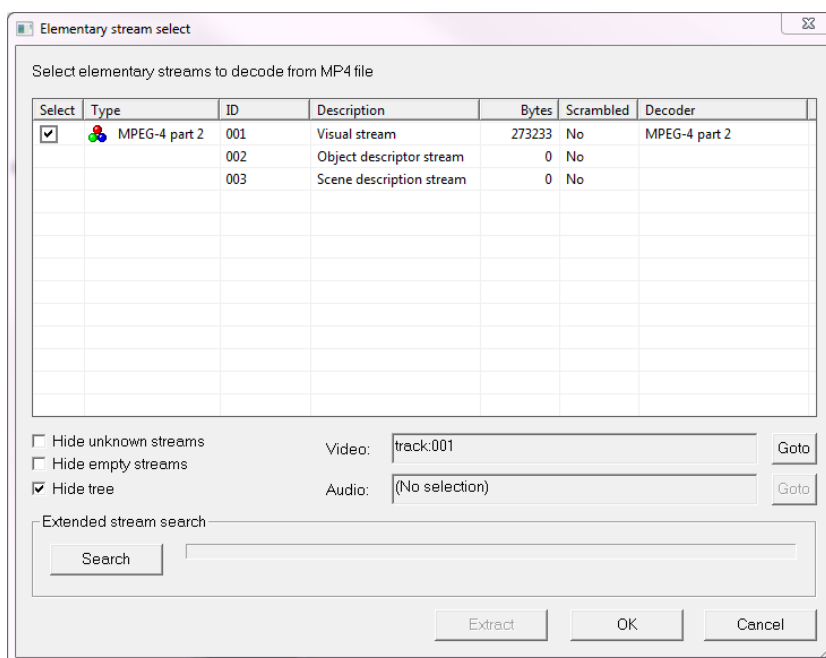 Elementary stream select
Select elementary streams to decode from MP4 file
Select Type ID Description Bytes Scrambled Decoder
MPEG-4 part 2 001 Visual stream 273233 No MPEG-4 part 2
002 Object descriptor stream 0 No
003 Scene description stream 0 No
Hide unknown streams
Hide empty streams
Hide tree
Video: track:001 Goto
Audio: (No selection) Goto
Extended stream search
Search
Extract OK Cancel